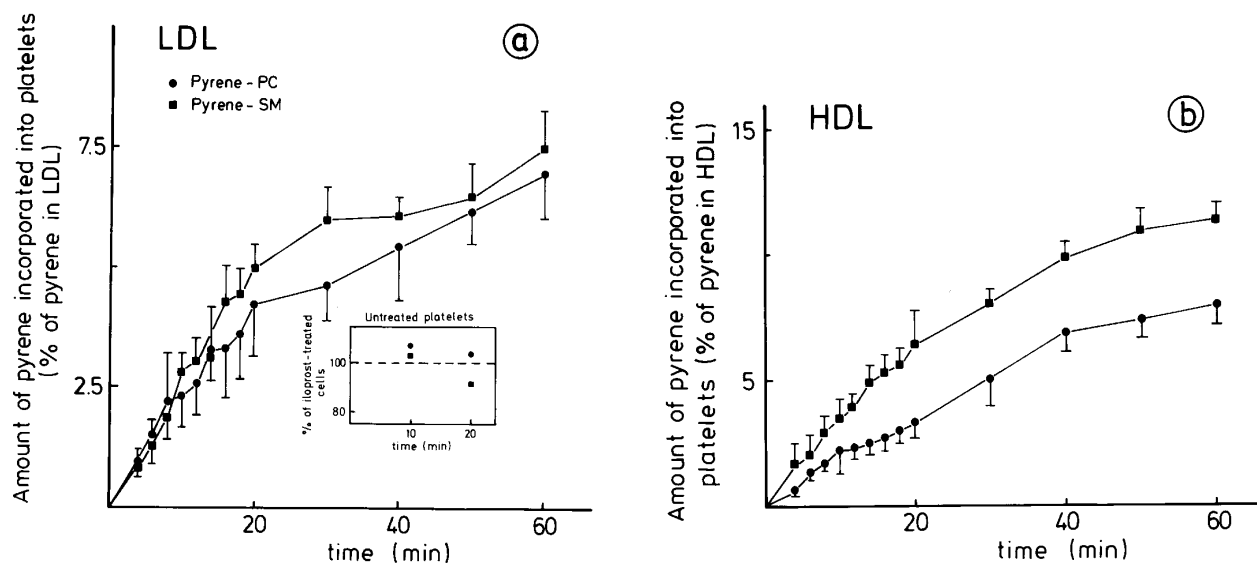 LDL
a
Pyrene - PC
Pyrene - SM
Amount of pyrene incorporated into platelets
(% of pyrene in LDL)
7.5
2.5
20
40
60
time (min)
Untreated platelets
% of iloprost-treated
cells
100
80
10
20
time (min)
HDL
b
Amount of pyrene incorporated into
platelets (% of pyrene in HDL)
15
5
20
40
60
time (min)